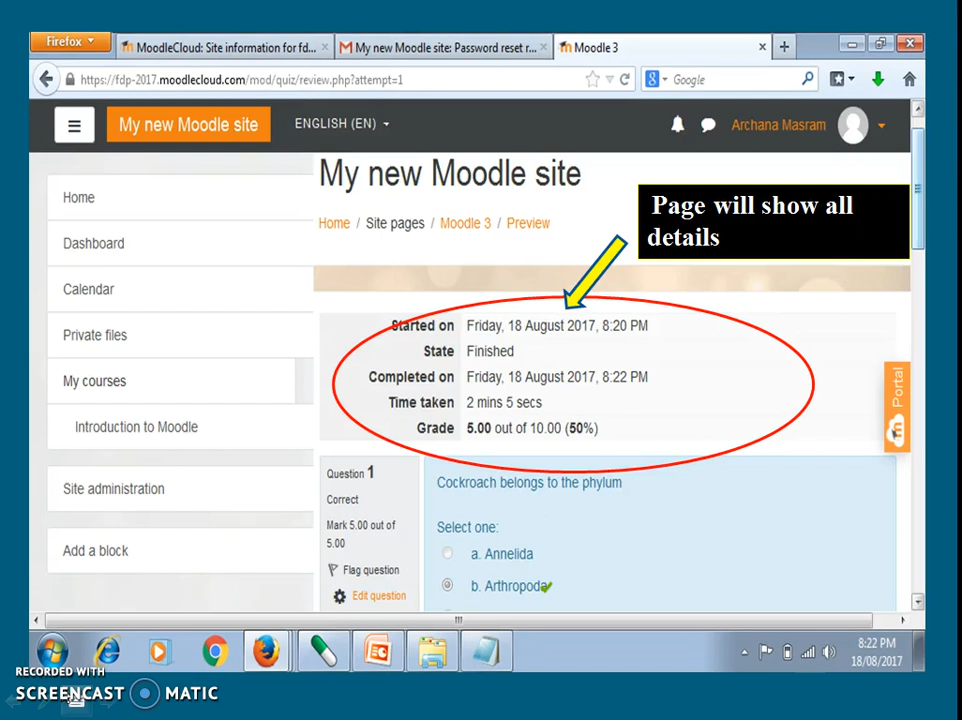 Firefox
MoodleCloud: Site information for fd...
My new Moodle site: Password reset r...
Moodle 3
https://fdp-2017.moodlecloud.com/mod/quiz/review.php?attempt=1
Google
My new Moodle site
ENGLISH (EN)
Archana Masram
My new Moodle site
Page will show all
details
Home / Site pages / Moodle 3 / Preview
Home
Dashboard
Calendar
Private files
My courses
Introduction to Moodle
Site administration
Add a block
Started on Friday, 18 August 2017, 8:20 PM
State Finished
Completed on Friday, 18 August 2017, 8:22 PM
Time taken 2 mins 5 secs
Grade 5.00 out of 10.00 (50%)
Portal
Question 1
Correct
Mark 5.00 out of
5.00
Flag question
Edit question
Cockroach belongs to the phylum
Select one:
a. Annelida
b. Arthropoda
8:22 PM
18/08/2017
RECORDED WITH
SCREENCAST MATIC